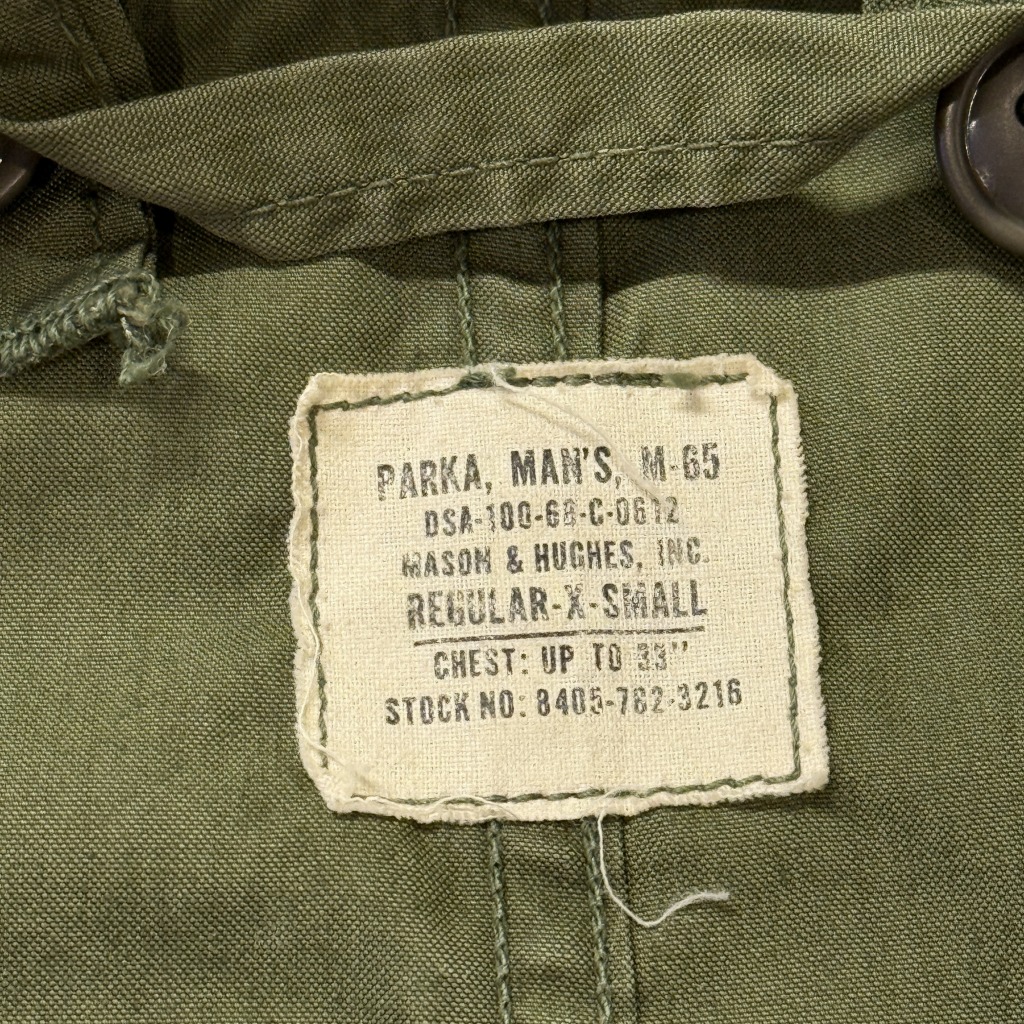 PARKA, MAN'S, M-65
DSA-100-68-C-0612
MASON & HUGHES, INC.
REGULAR-X-SMALL
CHEST: UP TO 33"
STOCK NO: 8405-782-3216